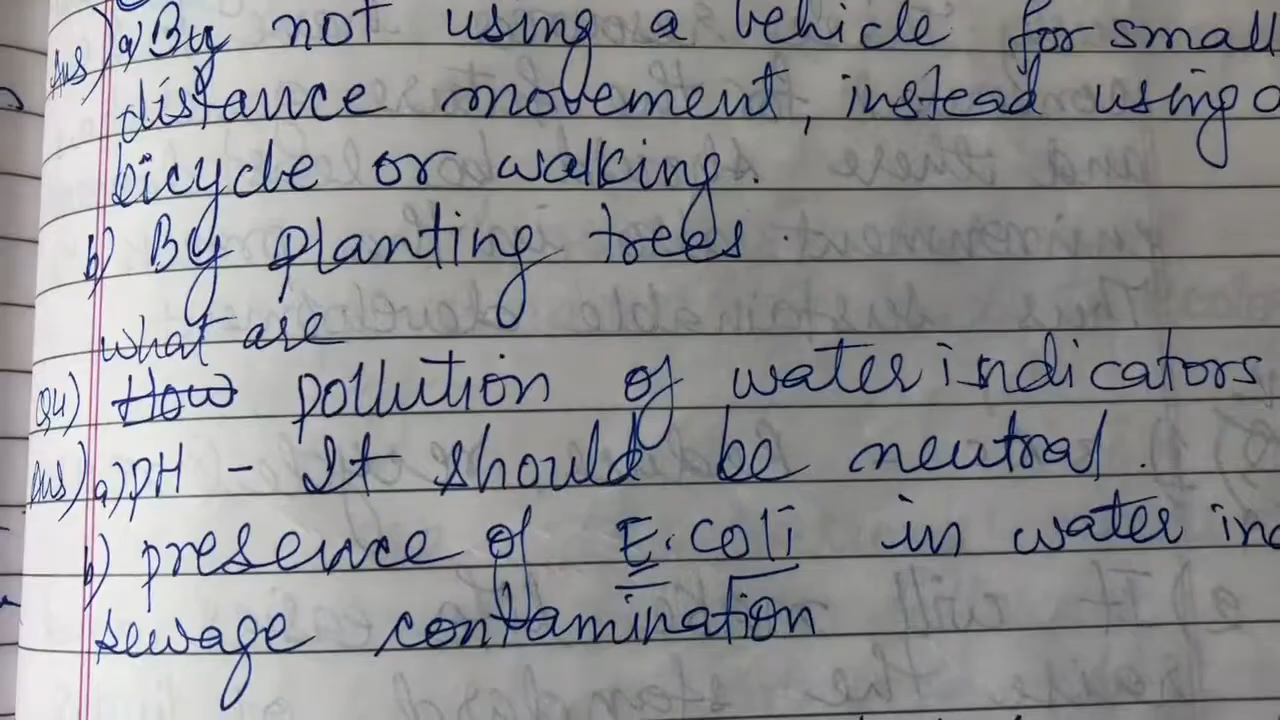 Ans) a) By not using a vehicle for small
distance movement, instead using a
bicycle or walking.
b) By planting trees.
what are
Q4) How pollution of water indicators
Ans) a) PH - It should be neutral.
b) presence of E.coli in water ind
sewage contamination